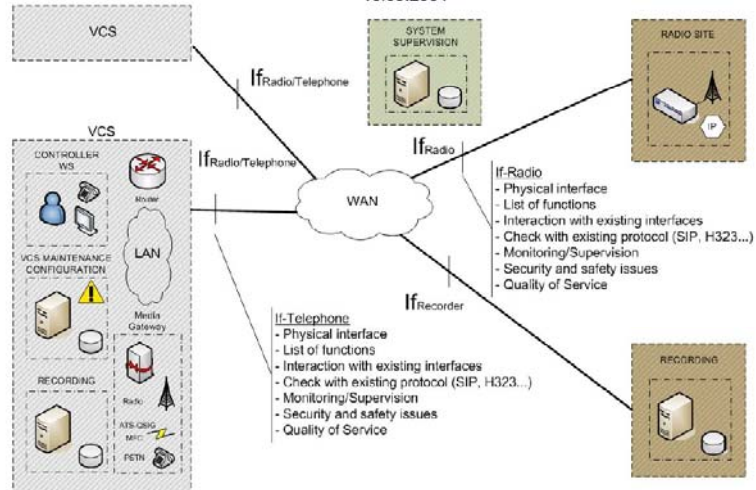 VCS
SYSTEM
SUPERVISION
RADIO SITE
IP
IfRadio/Telephone
VCS
CONTROLLER
WS
Router
LAN
VCS MAINTENANCE
CONFIGURATION
Media
Gateway
RECORDING
Radio
ATS-QSIG
MFC
PSTN
IfRadio/Telephone
WAN
IfRadio
If-Radio
- Physical interface
- List of functions
- Interaction with existing interfaces
- Check with existing protocol (SIP, H323...)
- Monitoring/Supervision
- Security and safety issues
- Quality of Service
IfRecorder
If-Telephone
- Physical interface
- List of functions
- Interaction with existing interfaces
- Check with existing protocol (SIP, H323...)
- Monitoring/Supervision
- Security and safety issues
- Quality of Service
RECORDING